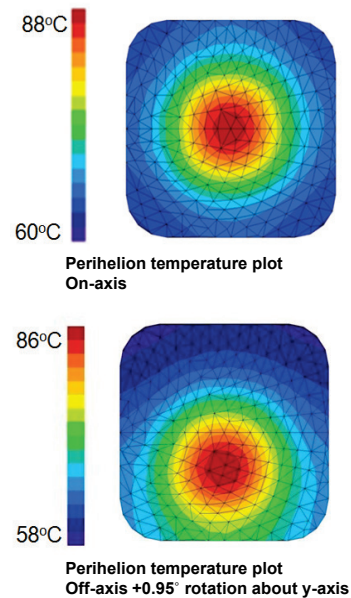 88°C
60°C
Perihelion temperature plot
On-axis
86°C
58°C
Perihelion temperature plot
Off-axis +0.95° rotation about y-axis